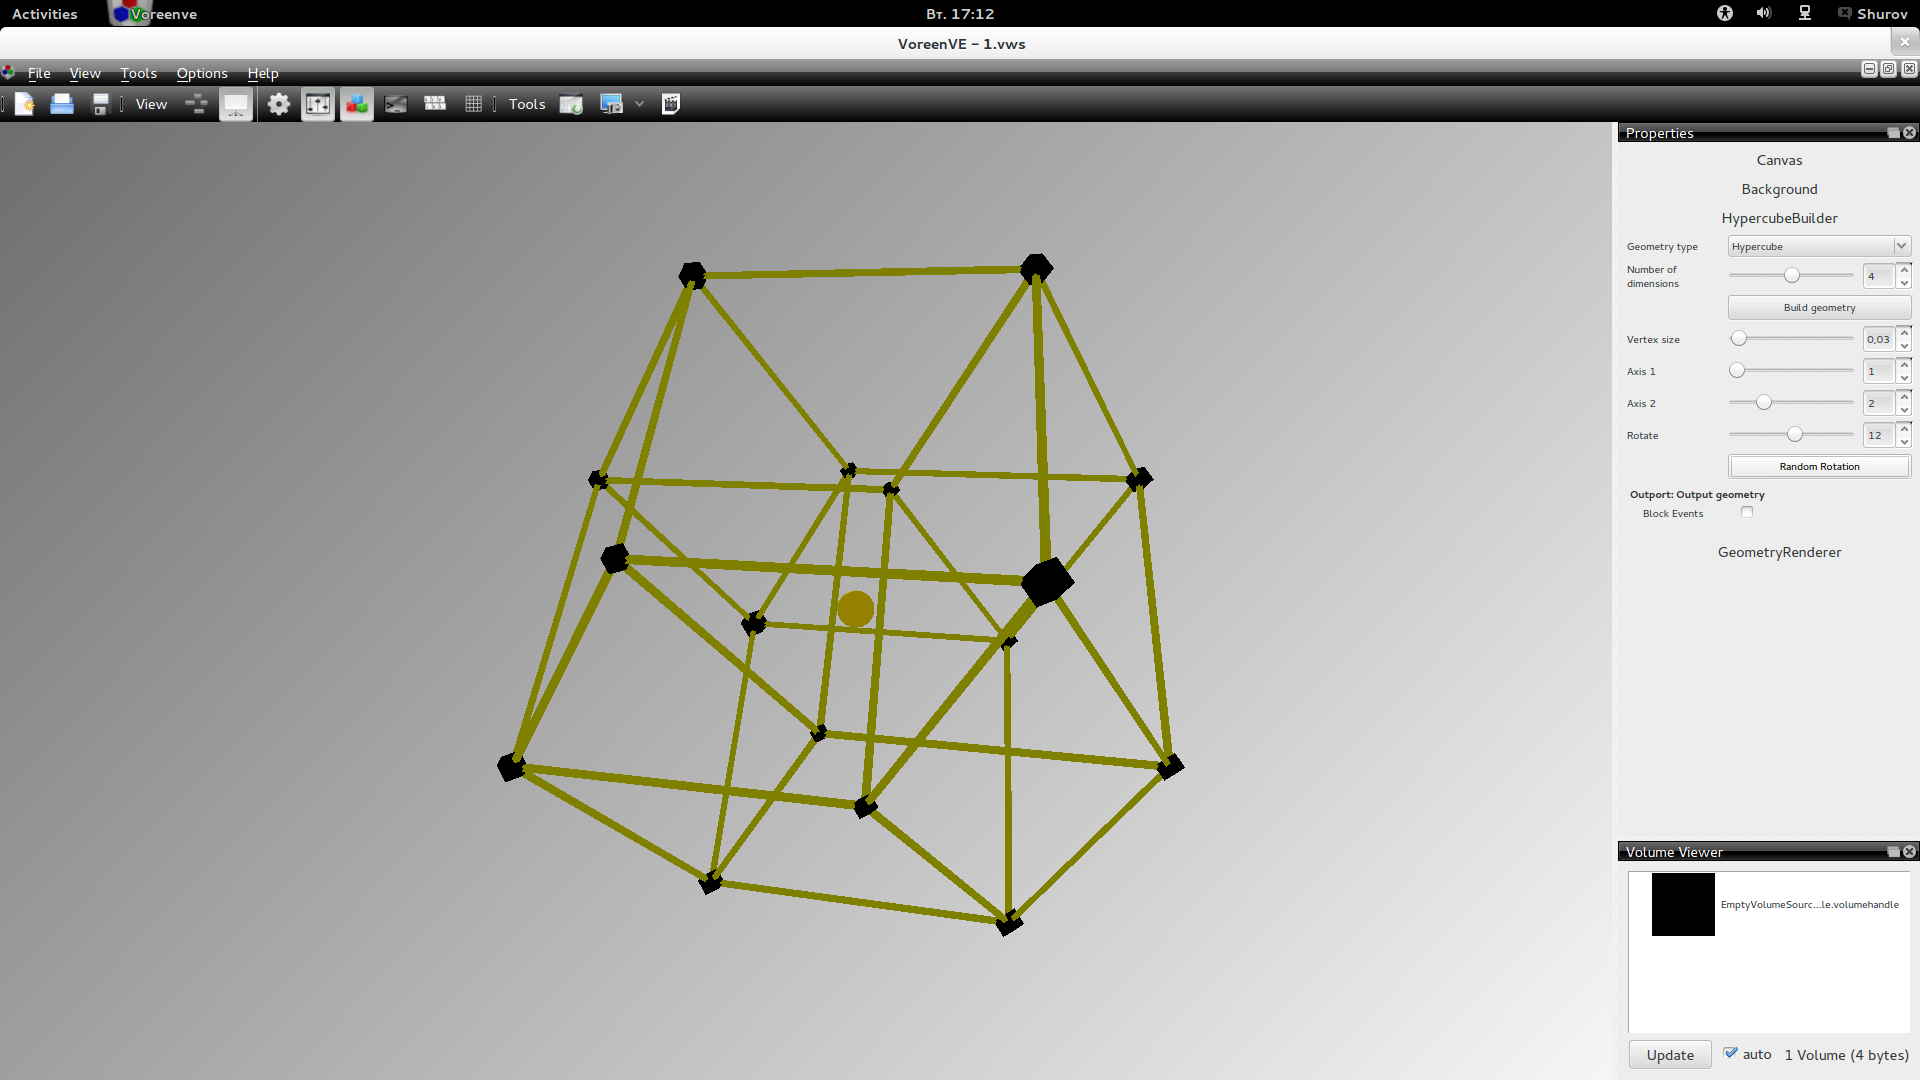 Activities Voreenve Вт. 17:12 Shurov
VoreenVE – 1.vws
File View Tools Options Help
View Tools
Properties
Canvas
Background
HypercubeBuilder
Geometry type Hypercube
Number of dimensions 4
Build geometry
Vertex size 0,03
Axis 1 1
Axis 2 2
Rotate 12
Random Rotation
Outport: Output geometry
Block Events
GeometryRenderer
Volume Viewer
EmptyVolumeSourc...le.volumehandle
Update auto 1 Volume (4 bytes)